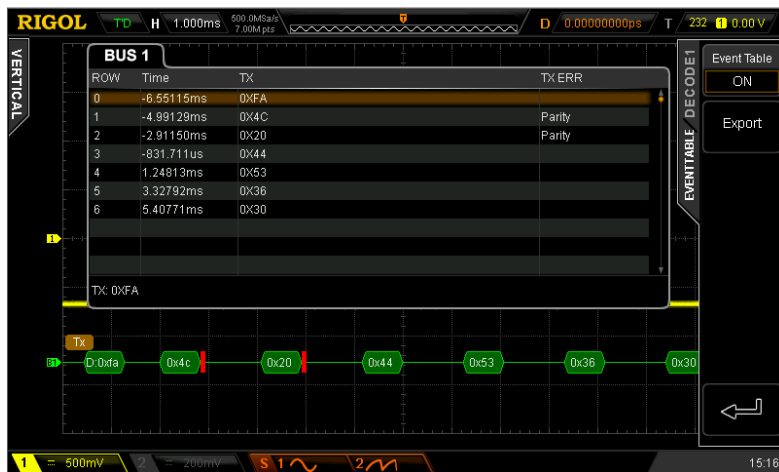 RIGOL T'D H 1.000ms 500.0MSa/s 7.00M pts D 0.00000000ps T 232 1 0.00 V
VERTICAL
BUS 1
ROW Time TX TX ERR
0 -6.55115ms 0XFA
1 -4.99129ms 0X4C Parity
2 -2.91150ms 0X20 Parity
3 -831.711us 0X44
4 1.24813ms 0X53
5 3.32792ms 0X36
6 5.40771ms 0X30
TX: 0XFA
DECODE1
EVENTTABLE
Event Table
ON
Export
T
1
Tx
B1 D:0xfa 0x4c 0x20 0x44 0x53 0x36 0x30
1 = 500mV 2 = 200mV S 1 2 15:16